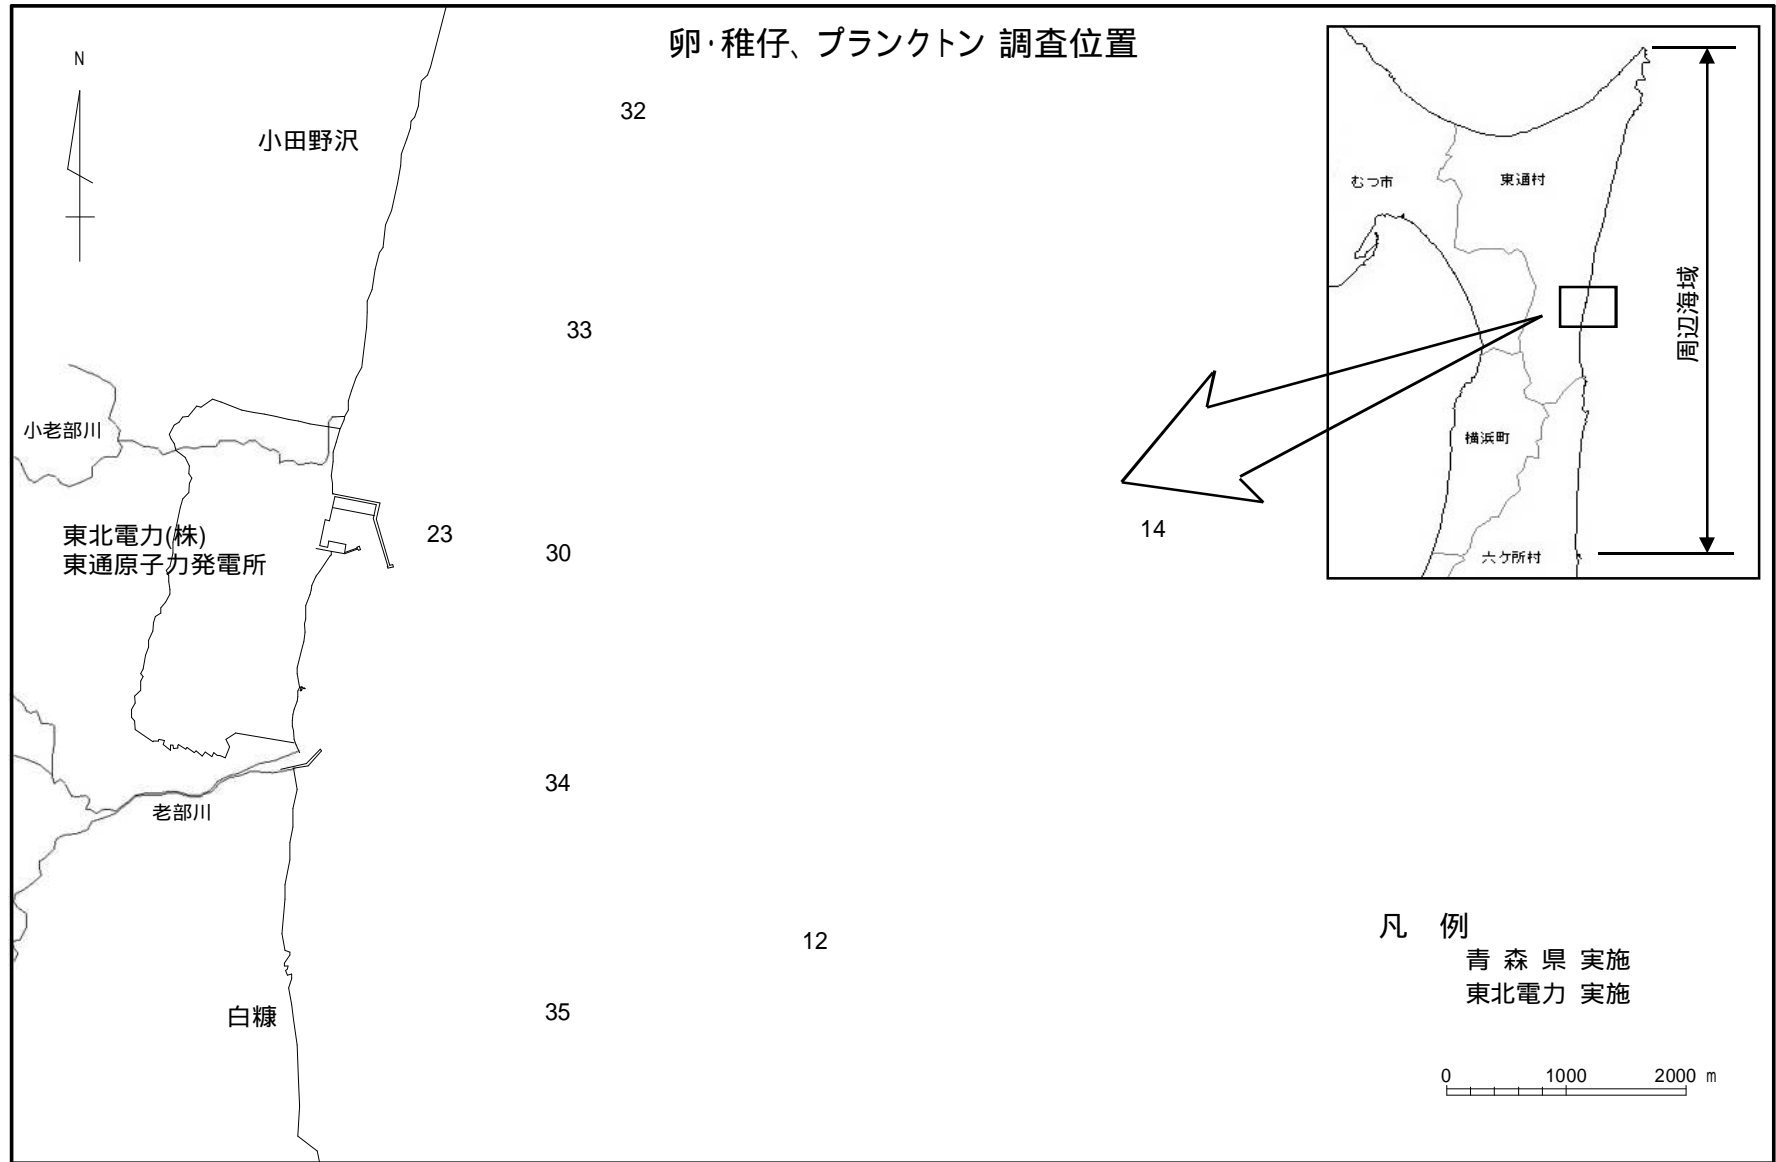 卵・稚仔、プランクトン 調査位置
N
小田野沢
32
33
小老部川
東北電力(株)
東通原子力発電所
23
30
14
34
老部川
12
白糠
35
むつ市
東通村
横浜町
六ケ所村
周辺海域
凡 例
青 森 県 実施
東北電力 実施
0 1000 2000 m